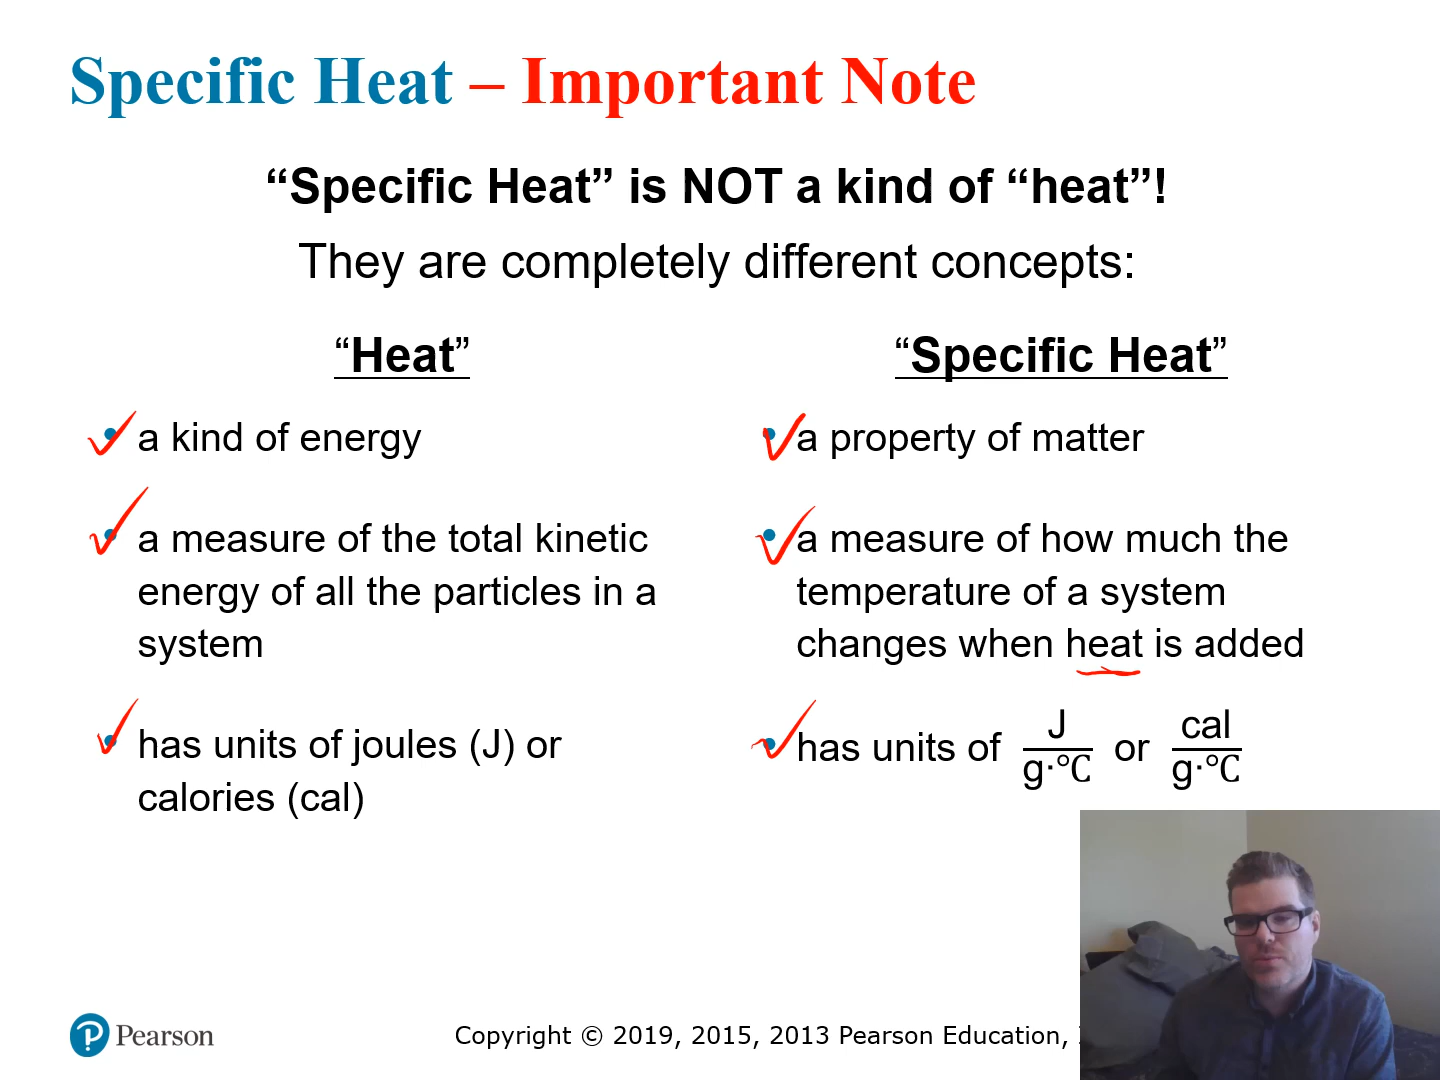 Specific Heat – Important Note
“Specific Heat” is NOT a kind of “heat”!
They are completely different concepts:
“Heat”
• a kind of energy
• a measure of the total kinetic
energy of all the particles in a
system
• has units of joules (J) or
calories (cal)
“Specific Heat”
• a property of matter
• a measure of how much the
temperature of a system
changes when heat is added
• has units of J/g·°C or cal/g·°C
Pearson
Copyright © 2019, 2015, 2013 Pearson Education,